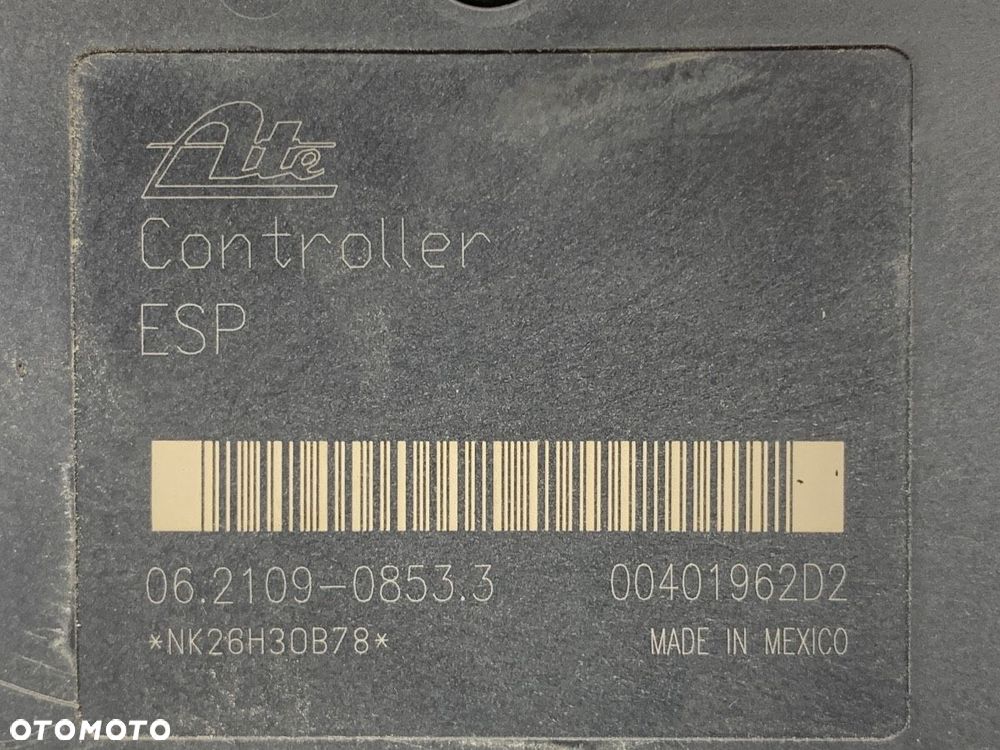 Ate
Controller
ESP
06.2109-0853.3 00401962D2
*NK26H30B78* MADE IN MEXICO
OTOMOTO